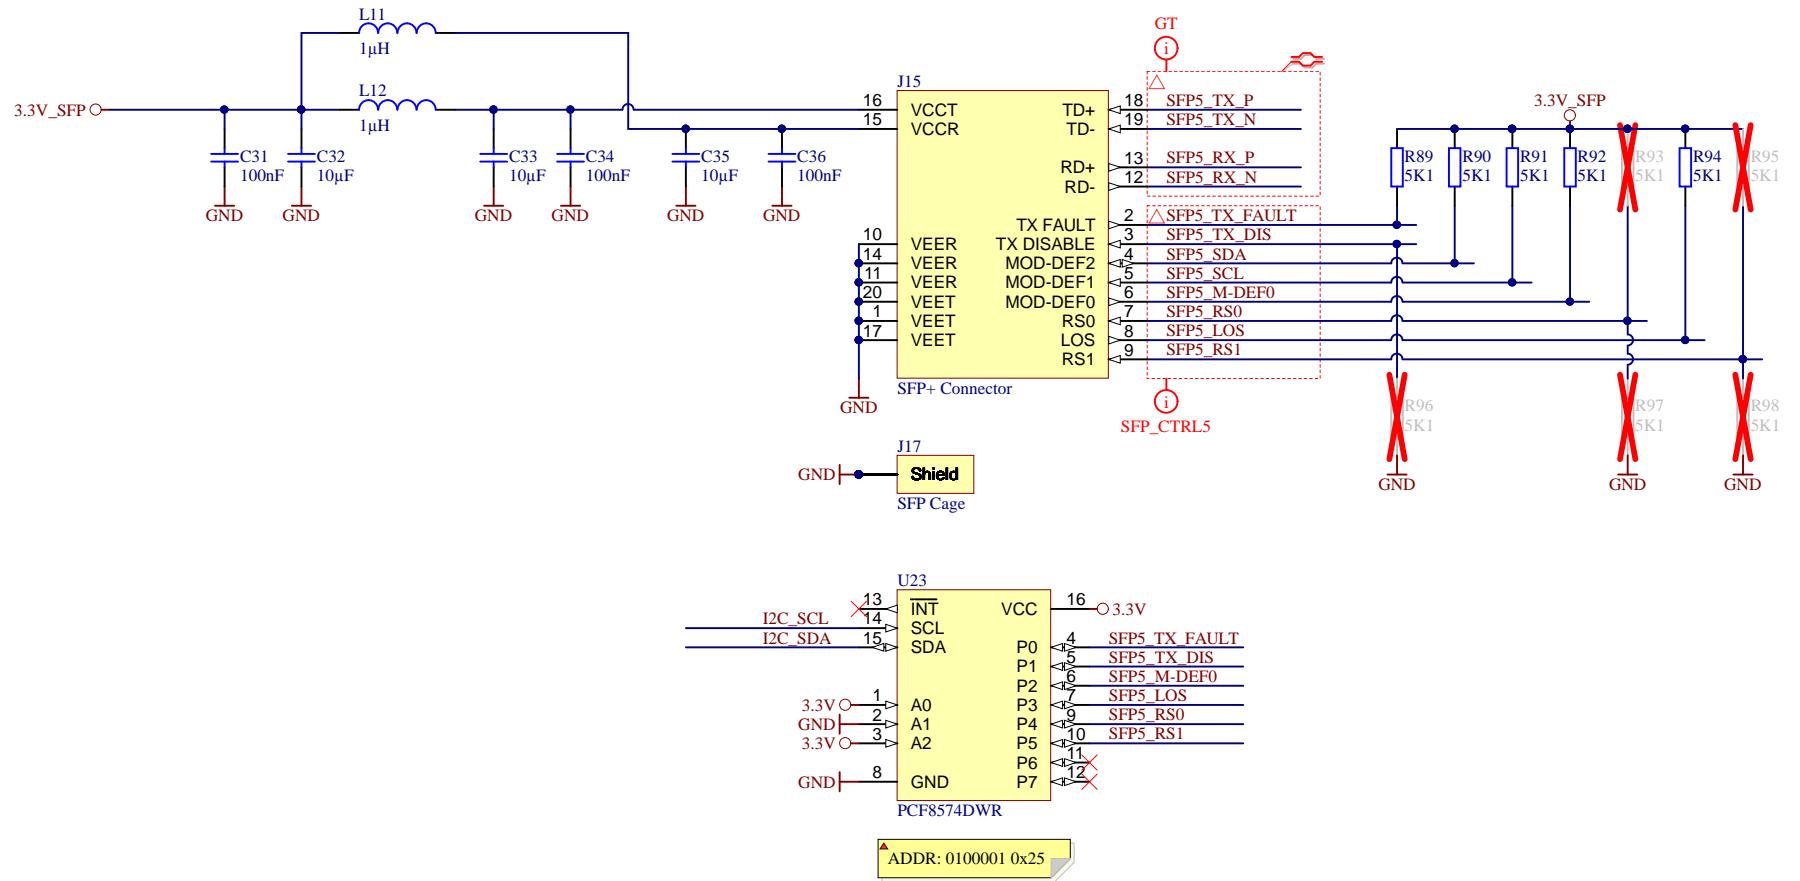 L11
1µH
L12
1µH
3.3V_SFP
C31
100nF
C32
10µF
C33
10µF
C34
100nF
C35
10µF
C36
100nF
GND
GND
GND
GND
GND
GND
GT
i
J15
16 VCCT
15 VCCR
10 VEER
14 VEER
11 VEER
20 VEET
1 VEET
17 VEET
GND
TD+ 18 SFP5_TX_P
TD- 19 SFP5_TX_N
RD+ 13 SFP5_RX_P
RD- 12 SFP5_RX_N
TX FAULT 2 SFP5_TX_FAULT
TX DISABLE 3 SFP5_TX_DIS
MOD-DEF2 4 SFP5_SDA
MOD-DEF1 5 SFP5_SCL
MOD-DEF0 6 SFP5_M-DEF0
RS0 7 SFP5_RS0
LOS 8 SFP5_LOS
RS1 9 SFP5_RS1
SFP+ Connector
i
SFP_CTRL5
3.3V_SFP
R89
5K1
R90
5K1
R91
5K1
R92
5K1
R93
5K1
R94
5K1
R95
5K1
R96
5K1
R97
5K1
R98
5K1
GND
GND
GND
J17
GND
Shield
SFP Cage
U23
13 INT
I2C_SCL 14 SCL
I2C_SDA 15 SDA
3.3V 1 A0
GND 2 A1
3.3V 3 A2
GND 8 GND
VCC 16 3.3V
P0 4 SFP5_TX_FAULT
P1 5 SFP5_TX_DIS
P2 6 SFP5_M-DEF0
P3 7 SFP5_LOS
P4 9 SFP5_RS0
P5 10 SFP5_RS1
P6 11
P7 12
PCF8574DWR
ADDR: 0100001 0x25